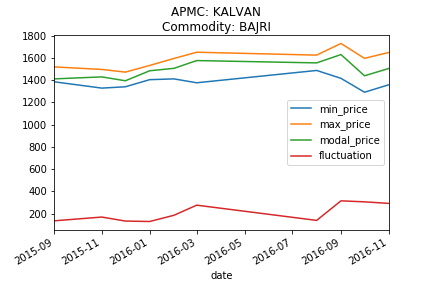 APMC: KALVAN
Commodity: BAJRI
1800
1600
1400
1200
1000
800
600
400
200
min_price
max_price
modal_price
fluctuation
2015-09
2015-11
2016-01
2016-03
2016-05
2016-07
2016-09
2016-11
date